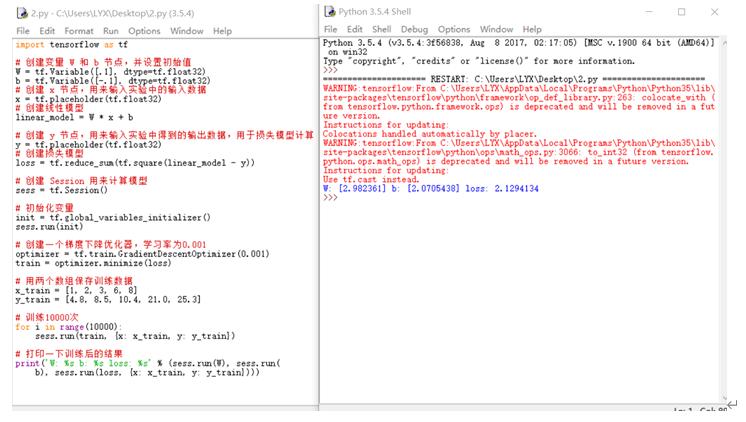 2.py - C:\Users\LYX\Desktop\2.py (3.5.4)
File Edit Format Run Options Window Help
import tensorflow as tf
# 创建变量 W 和 b 节点，并设置初始值
W = tf.Variable([.1], dtype=tf.float32)
b = tf.Variable([-.1], dtype=tf.float32)
# 创建 x 节点，用来输入实验中的输入数据
x = tf.placeholder(tf.float32)
# 创建线性模型
linear_model = W * x + b
# 创建 y 节点，用来输入实验中得到的输出数据，用于损失模型计算
y = tf.placeholder(tf.float32)
# 创建损失模型
loss = tf.reduce_sum(tf.square(linear_model - y))
# 创建 Session 用来计算模型
sess = tf.Session()
# 初始化变量
init = tf.global_variables_initializer()
sess.run(init)
# 创建一个梯度下降优化器，学习率为0.001
optimizer = tf.train.GradientDescentOptimizer(0.001)
train = optimizer.minimize(loss)
# 用两个数组保存训练数据
x_train = [1, 2, 3, 6, 8]
y_train = [4.8, 8.5, 10.4, 21.0, 25.3]
# 训练10000次
for i in range(10000):
sess.run(train, {x: x_train, y: y_train})
# 打印一下训练后的结果
print('W: %s b: %s loss: %s' % (sess.run(W), sess.run(
b), sess.run(loss, {x: x_train, y: y_train})))
Python 3.5.4 Shell
File Edit Shell Debug Options Window Help
Python 3.5.4 (v3.5.4:3f56838, Aug 8 2017, 02:17:05) [MSC v.1900 64 bit (AMD64)]
on win32
Type "copyright", "credits" or "license()" for more information.
>>>
==================== RESTART: C:\Users\LYX\Desktop\2.py ====================
WARNING:tensorflow:From C:\Users\LYX\AppData\Local\Programs\Python\Python35\lib\
site-packages\tensorflow\python\framework\op_def_library.py:263: colocate_with (
from tensorflow.python.framework.ops) is deprecated and will be removed in a fut
ure version.
Instructions for updating:
Colocations handled automatically by placer.
WARNING:tensorflow:From C:\Users\LYX\AppData\Local\Programs\Python\Python35\lib\
site-packages\tensorflow\python\ops\math_ops.py:3066: to_int32 (from tensorflow.
python.ops.math_ops) is deprecated and will be removed in a future version.
Instructions for updating:
Use tf.cast instead.
W: [2.982361] b: [2.0705438] loss: 2.1294134
>>>